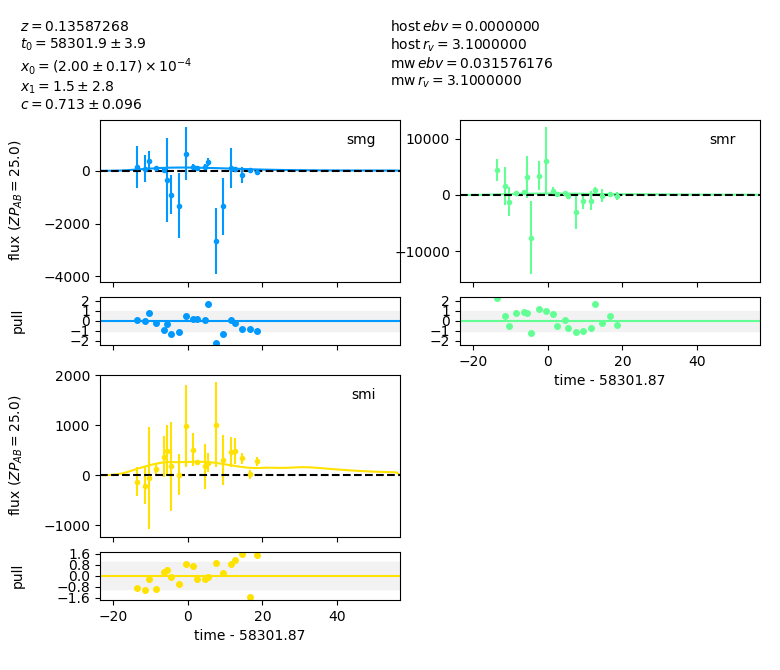 z = 0.13587268
t₀ = 58301.9 ± 3.9
x₀ = (2.00 ± 0.17) × 10⁻⁴
x₁ = 1.5 ± 2.8
c = 0.713 ± 0.096
host ebv = 0.0000000
host r_v = 3.1000000
mw ebv = 0.031576176
mw r_v = 3.1000000
smg
0
−2000
−4000
flux (ZP_AB = 25.0)
smr
10000
0
−10000
2
1
0
−1
−2
pull
2
1
0
−1
−2
−20 0 20 40
time - 58301.87
smi
2000
1000
0
−1000
flux (ZP_AB = 25.0)
1.6
0.8
0.0
−0.8
−1.6
pull
−20 0 20 40
time - 58301.87